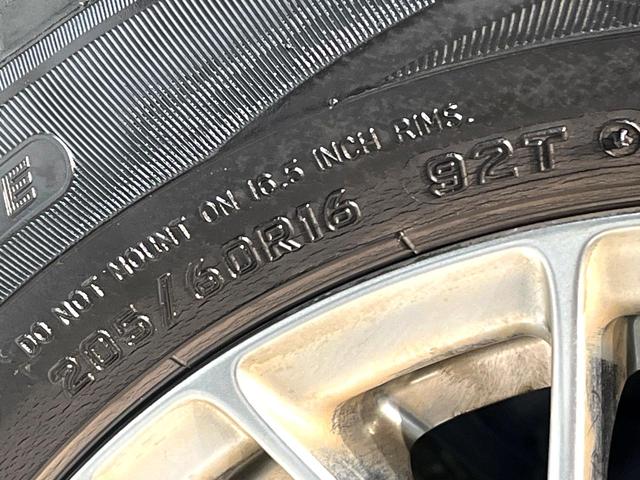 E
DO NOT MOUNT ON 16.5 INCH RIMS.
205/60R16 92T